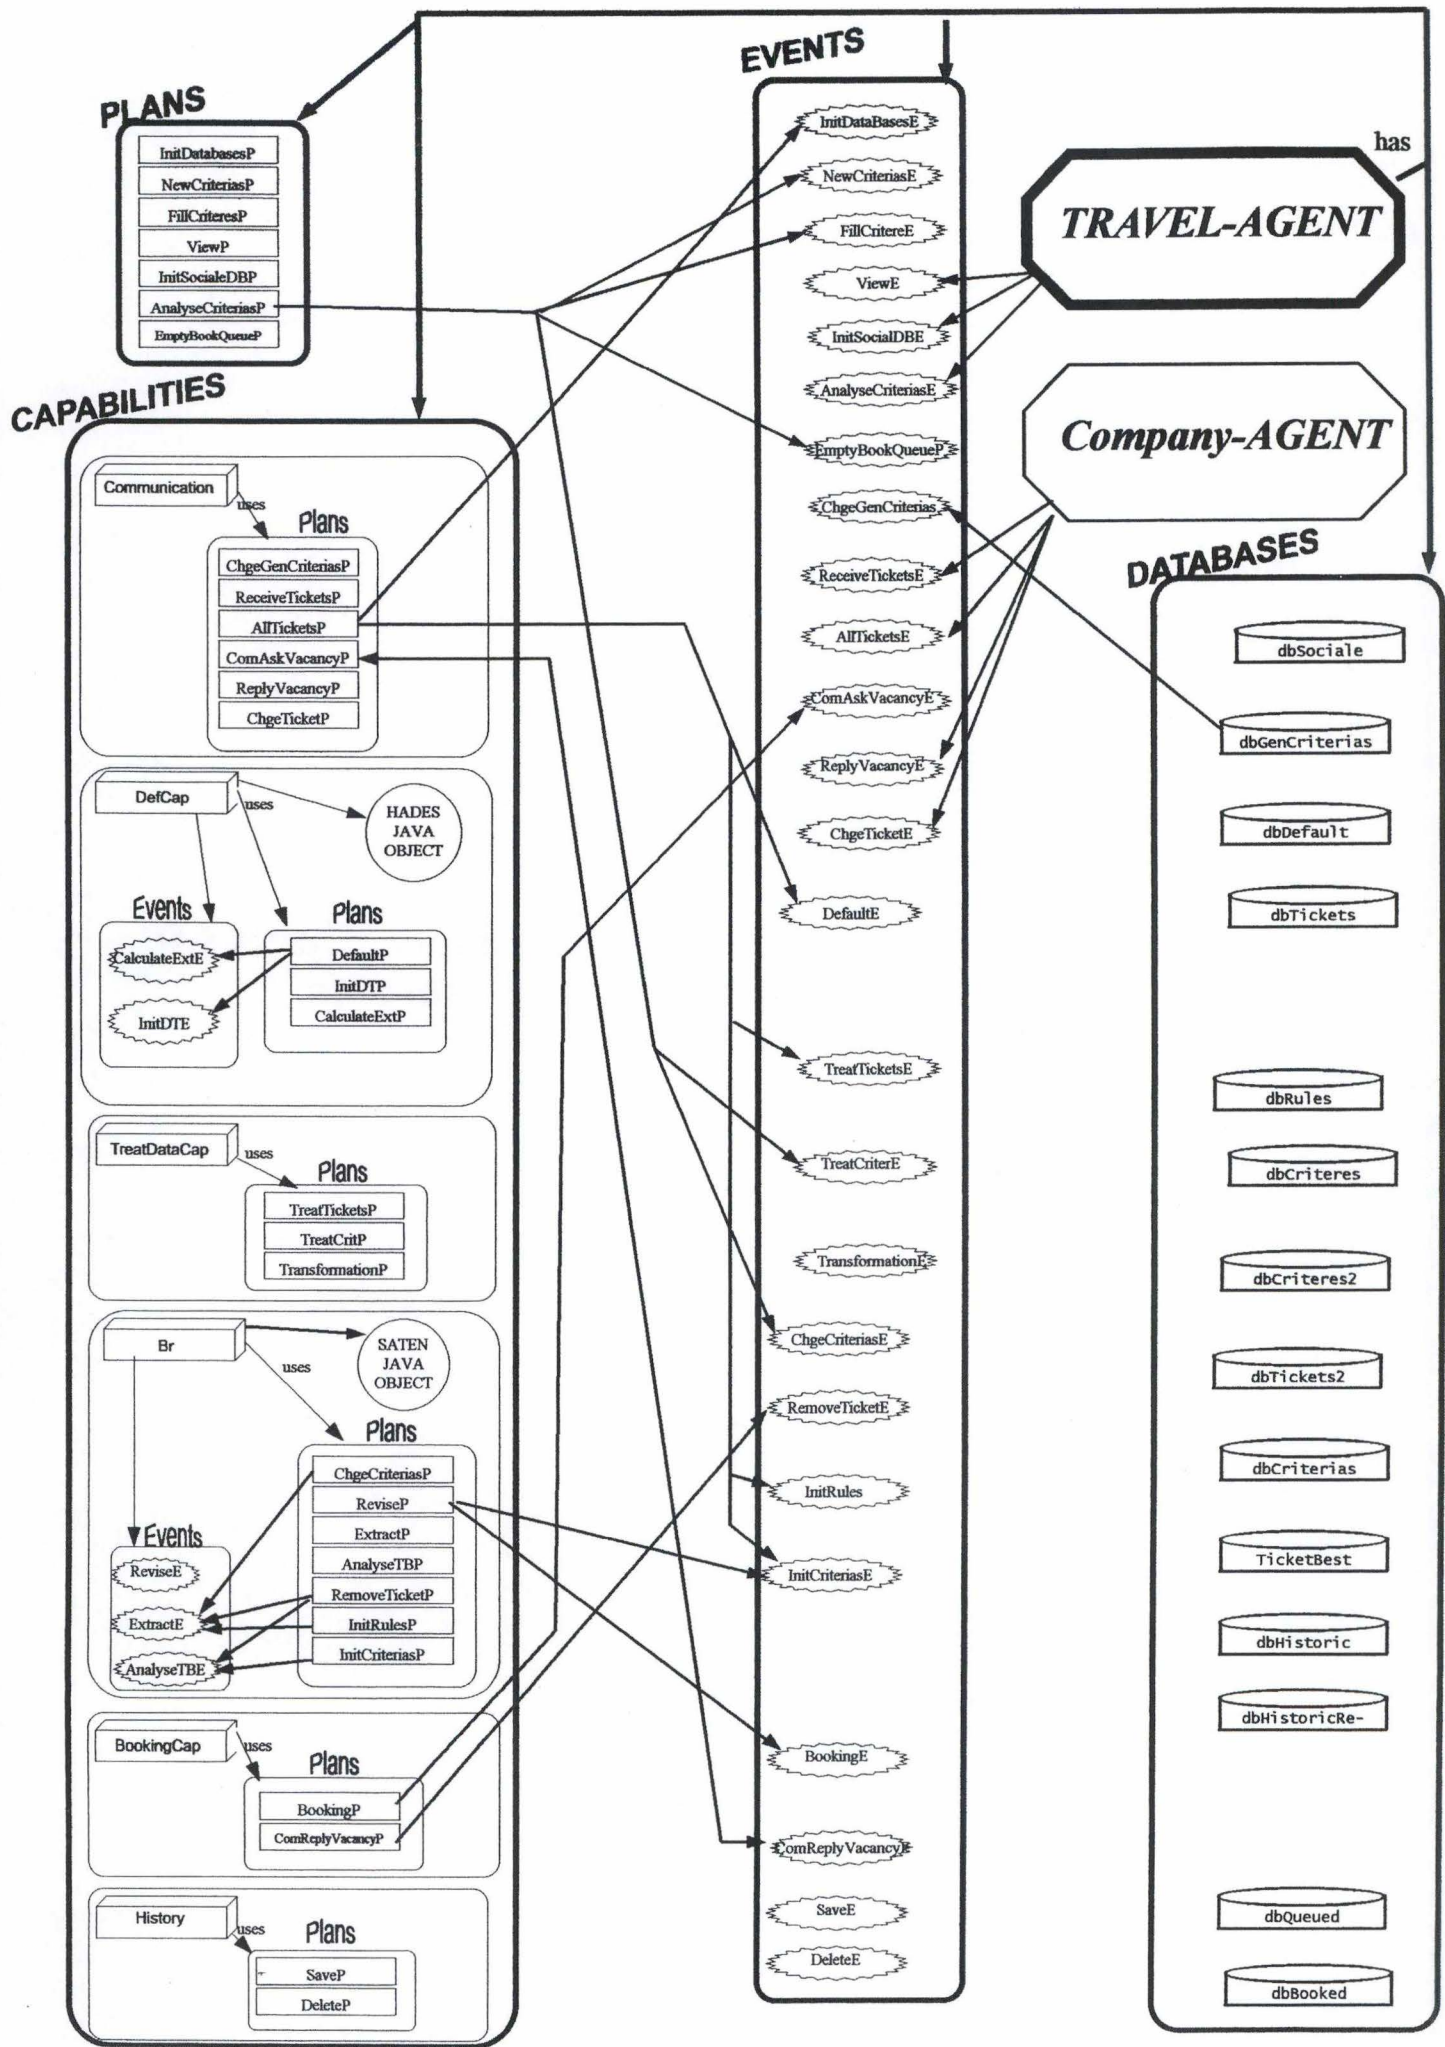 PLANS
InitDatabasesP
NewCriteriasP
FillCriteresP
ViewP
InitSocialeDBP
AnalyseCriteriasP
EmptyBookQueueP
CAPABILITIES
Communication
uses
Plans
ChgeGenCriteriasP
ReceiveTicketsP
AllTicketsP
ComAskVacancyP
ReplyVacancyP
ChgeTicketP
DefCap
uses
HADES
JAVA
OBJECT
Events
CalculateExtE
InitDTE
Plans
DefaultP
InitDTP
CalculateExtP
TreatDataCap
uses
Plans
TreatTicketsP
TreatCritP
TransformationP
Br
uses
SATEN
JAVA
OBJECT
Plans
ChgeCriteriasP
ReviseP
ExtractP
AnalyseTBP
RemoveTicketP
InitRulesP
InitCriteriasP
Events
ReviseE
ExtractE
AnalyseTBE
BookingCap
uses
Plans
BookingP
ComReplyVacancyP
History
uses
Plans
SaveP
DeleteP
EVENTS
InitDataBasesE
NewCriteriasE
FillCritereE
ViewE
InitSocialDBE
AnalyseCriteriasE
EmptyBookQueueP
ChgeGenCriterias
ReceiveTicketsE
AllTicketsE
ComAskVacancyE
ReplyVacancyE
ChgeTicketE
DefaultE
TreatTicketsE
TreatCriterE
TransformationE
ChgeCriteriasE
RemoveTicketE
InitRules
InitCriteriasE
BookingE
ComReplyVacancyE
SaveE
DeleteE
has
TRAVEL-AGENT
Company-AGENT
DATABASES
dbSociale
dbGenCriterias
dbDefault
dbTickets
dbRules
dbCriteres
dbCriteres2
dbTickets2
dbCriterias
TicketBest
dbHistoric
dbHistoricRe-
dbQueued
dbBooked